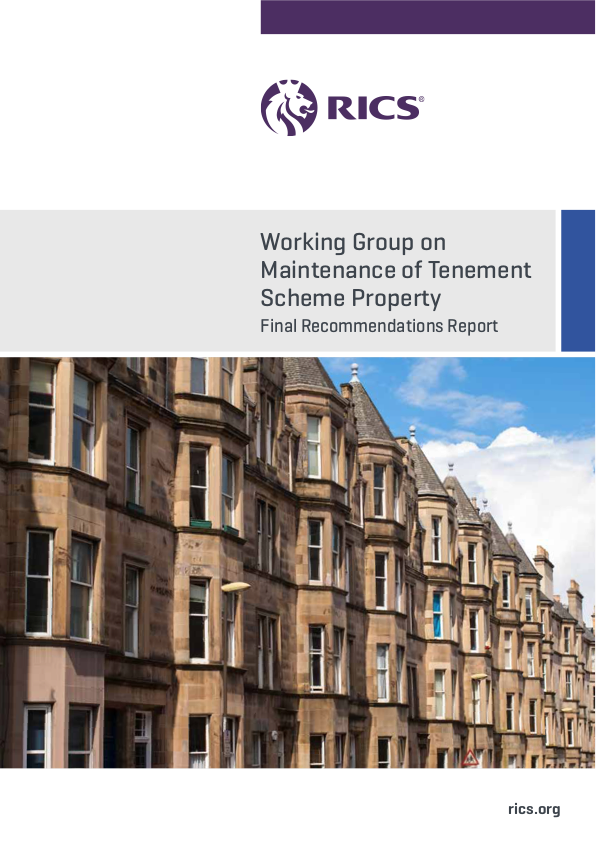 RICS®
Working Group on
Maintenance of Tenement
Scheme Property
Final Recommendations Report
rics.org